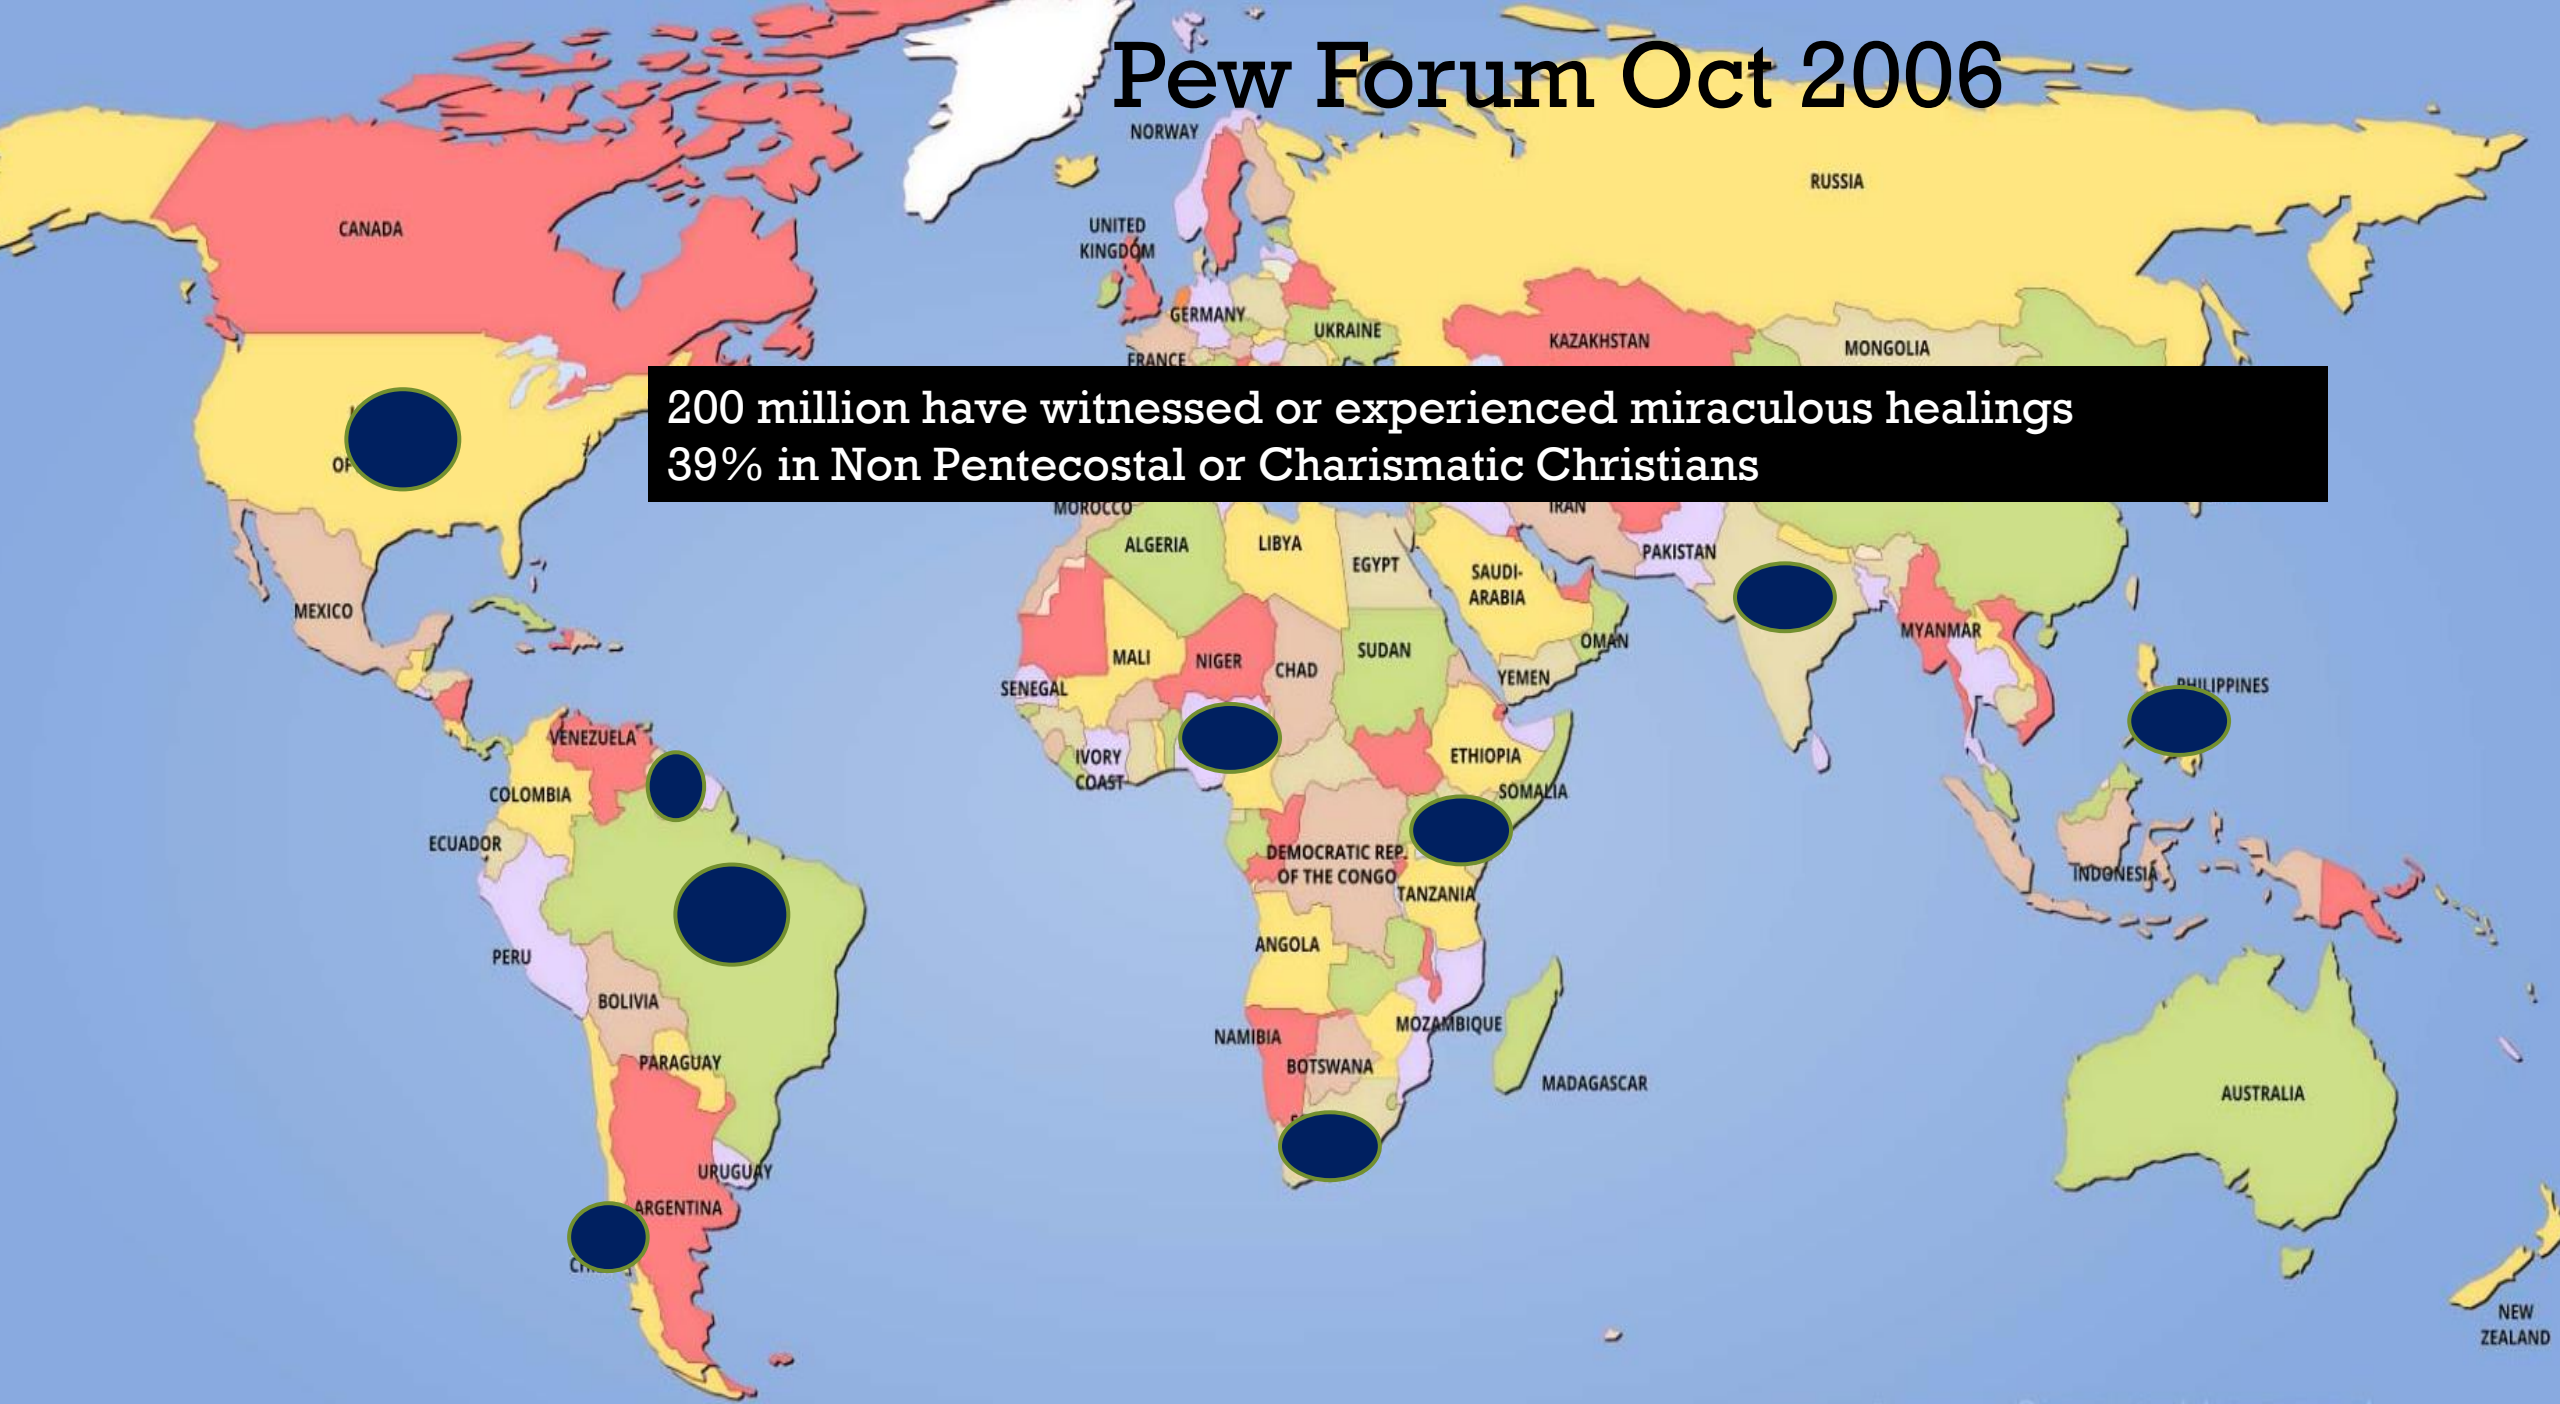 Pew Forum Oct 2006
NORWAY
RUSSIA
CANADA
UNITED
KINGDOM
GERMANY
UKRAINE
KAZAKHSTAN
MONGOLIA
FRANCE
200 million have witnessed or experienced miraculous healings
39% in Non Pentecostal or Charismatic Christians
OF
MOROCCO
IRAN
ALGERIA
LIBYA
EGYPT
PAKISTAN
SAUDI-
ARABIA
MEXICO
MYANMAR
OMAN
MALI
NIGER
CHAD
SUDAN
YEMEN
SENEGAL
PHILIPPINES
VENEZUELA
IVORY
COAST
ETHIOPIA
COLOMBIA
SOMALIA
ECUADOR
DEMOCRATIC REP.
OF THE CONGO
INDONESIA
TANZANIA
PERU
ANGOLA
BOLIVIA
NAMIBIA
MOZAMBIQUE
PARAGUAY
BOTSWANA
MADAGASCAR
AUSTRALIA
URUGUAY
ARGENTINA
NEW
ZEALAND